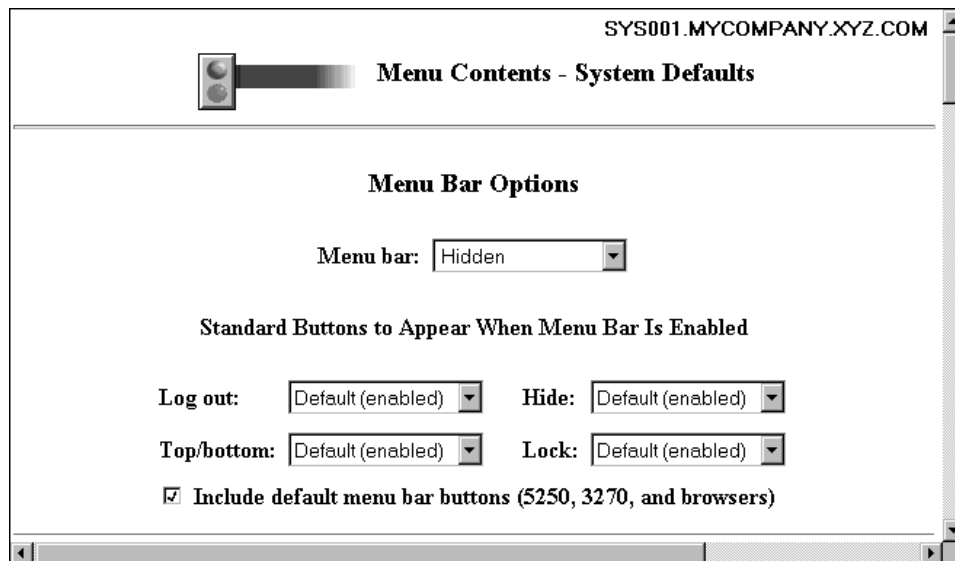 SYS001.MYCOMPANY.XYZ.COM
Menu Contents - System Defaults
Menu Bar Options
Menu bar: Hidden
Standard Buttons to Appear When Menu Bar Is Enabled
Log out: Default (enabled) Hide: Default (enabled)
Top/bottom: Default (enabled) Lock: Default (enabled)
Include default menu bar buttons (5250, 3270, and browsers)